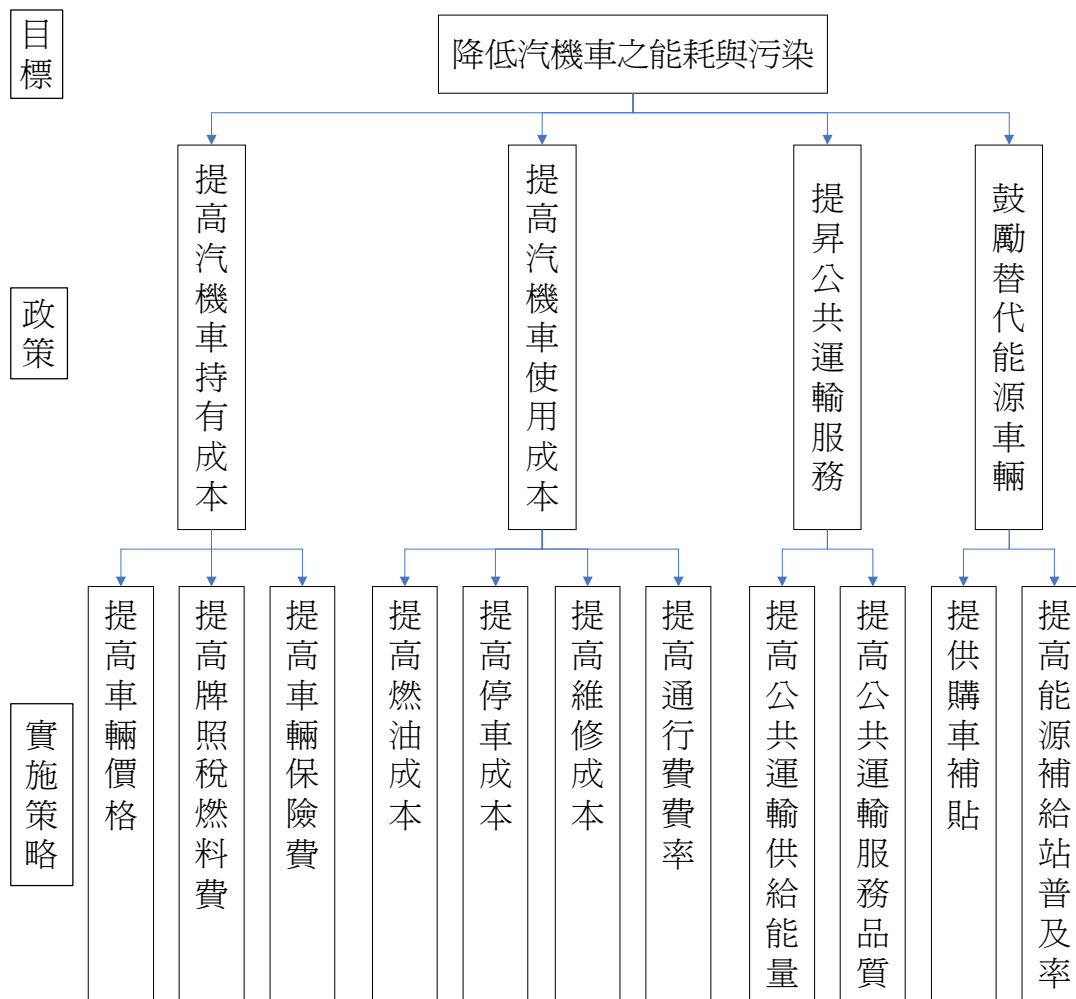 目標
降低汽機車之能耗與污染
政策
提高汽機車持有成本
提高汽機車使用成本
提昇公共運輸服務
鼓勵替代能源車輛
實施策略
提高車輛價格
提高牌照稅燃料費
提高車輛保險費
提高燃油成本
提高停車成本
提高維修成本
提高通行費費率
提高公共運輸供給能量
提高公共運輸服務品質
提供購車補貼
提高能源補給站普及率